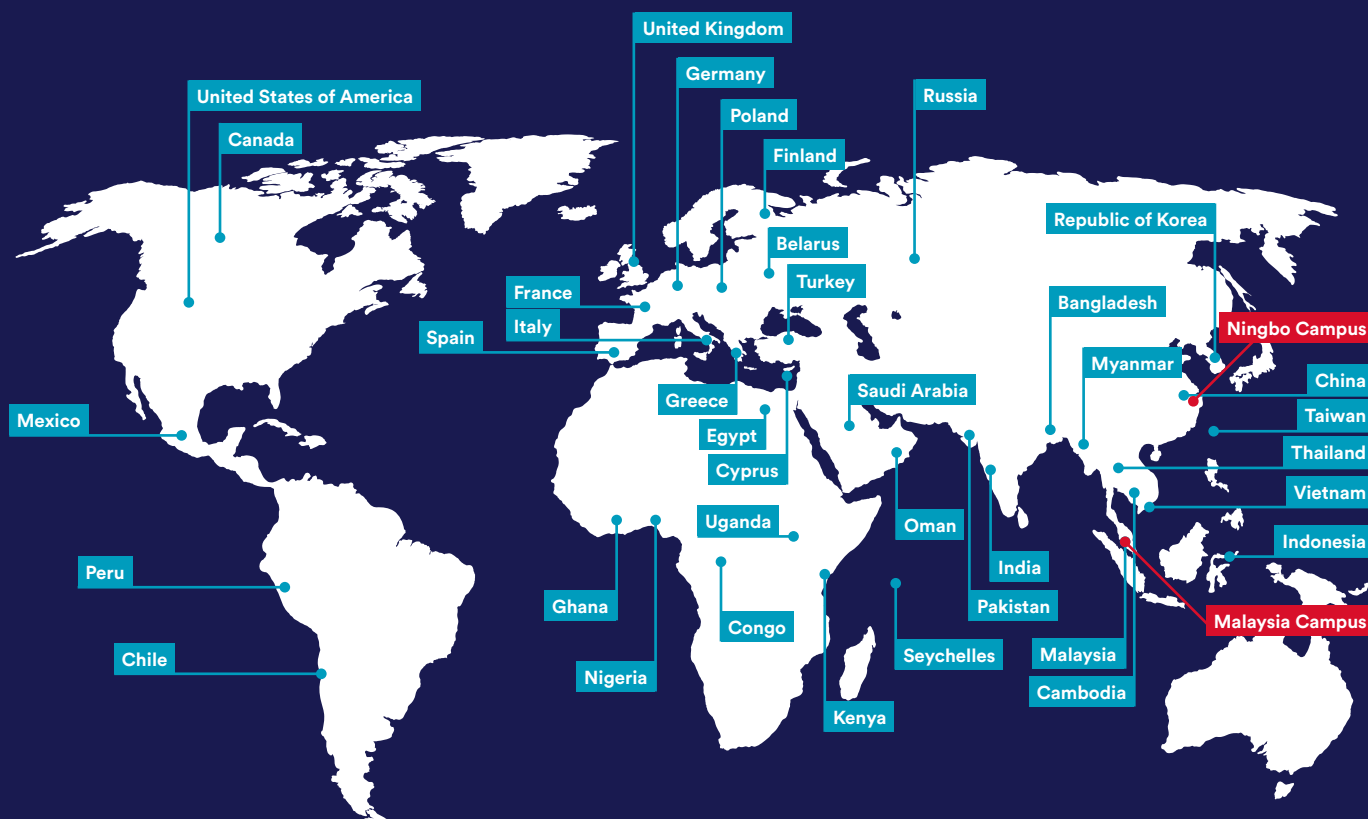 United Kingdom
Germany
United States of America
Russia
Poland
Canada
Finland
Republic of Korea
Belarus
Turkey
France
Bangladesh
Italy
Ningbo Campus
Spain
Myanmar
China
Saudi Arabia
Greece
Mexico
Taiwan
Egypt
Thailand
Cyprus
Vietnam
Uganda
Oman
Indonesia
India
Peru
Ghana
Pakistan
Malaysia Campus
Congo
Chile
Seychelles
Malaysia
Nigeria
Cambodia
Kenya